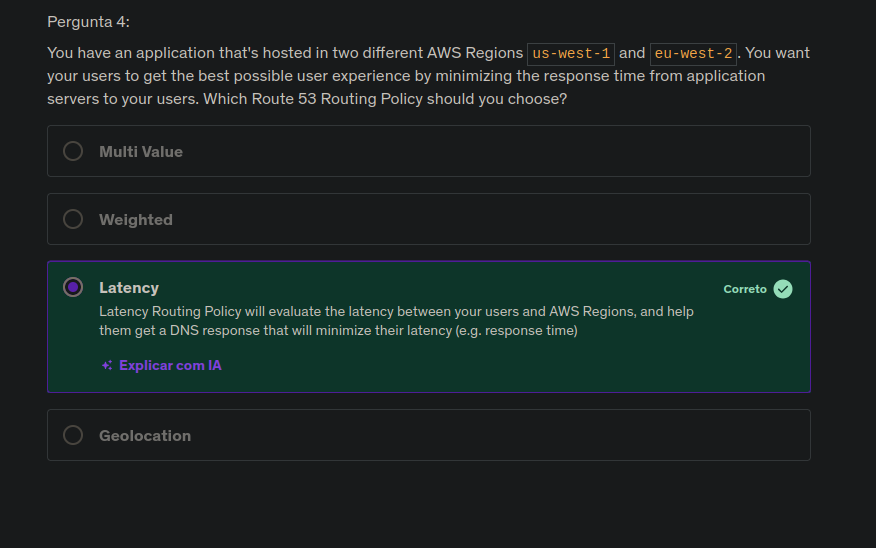 Pergunta 4:
You have an application that's hosted in two different AWS Regions us-west-1 and eu-west-2. You want
your users to get the best possible user experience by minimizing the response time from application
servers to your users. Which Route 53 Routing Policy should you choose?
Multi Value
Weighted
Latency
Correto
Latency Routing Policy will evaluate the latency between your users and AWS Regions, and help
them get a DNS response that will minimize their latency (e.g. response time)
Explicar com IA
Geolocation